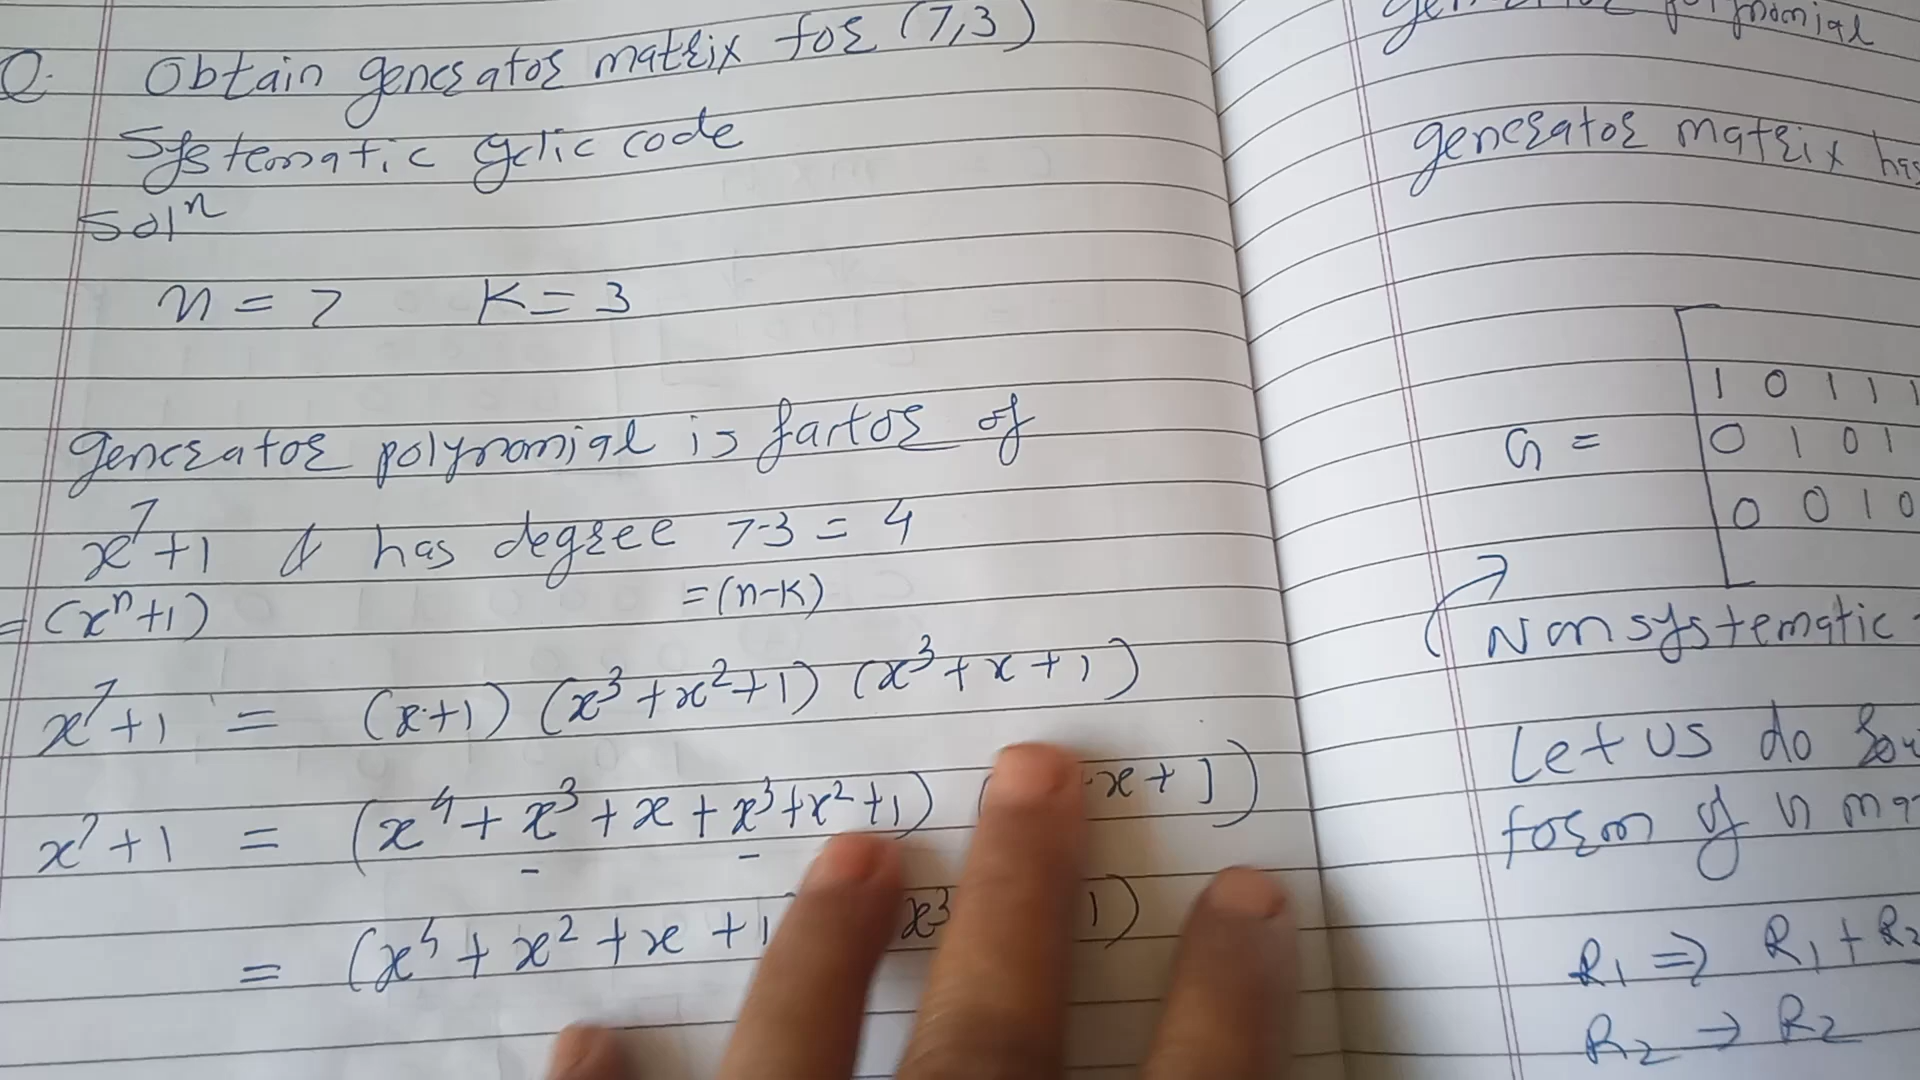 Q. Obtain generator matrix for (7,3)
Systematic cyclic code
Solⁿ
n = 7 K = 3
generator polynomial is factor of
x⁷+1 & has degree 7-3 = 4
= (xⁿ+1) = (n-K)
x⁷+1 = (x+1) (x³+x²+1) (x³+x+1)
x⁷+1 = (x⁴+x³+x+x³+x²+1) ( x+1)
= (x⁴+x²+x+1 x³ 1)
polynomial
generator matrix has
1 0 1 1 1
G = 0 1 0 1
0 0 1 0
Nonsystematic
Let us do
form of
R₁ ⇒ R₁ + R₂
R₂ → R₂